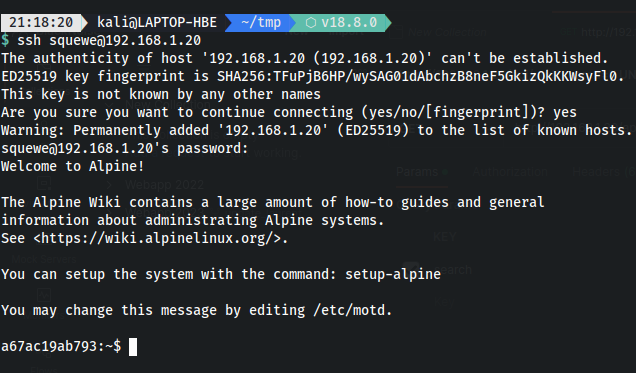 21:18:20 kali@LAPTOP-HBE ~/tmp v18.8.0
$ ssh squewe@192.168.1.20
The authenticity of host '192.168.1.20 (192.168.1.20)' can't be established.
ED25519 key fingerprint is SHA256:TFuPjB6HP/wySAG01dAbchzB8neF5GkizQkKKWsyFl0.
This key is not known by any other names
Are you sure you want to continue connecting (yes/no/[fingerprint])? yes
Warning: Permanently added '192.168.1.20' (ED25519) to the list of known hosts.
squewe@192.168.1.20's password:
Welcome to Alpine!
The Alpine Wiki contains a large amount of how-to guides and general
information about administrating Alpine systems.
See <https://wiki.alpinelinux.org/>.
You can setup the system with the command: setup-alpine
You may change this message by editing /etc/motd.
a67ac19ab793:~$